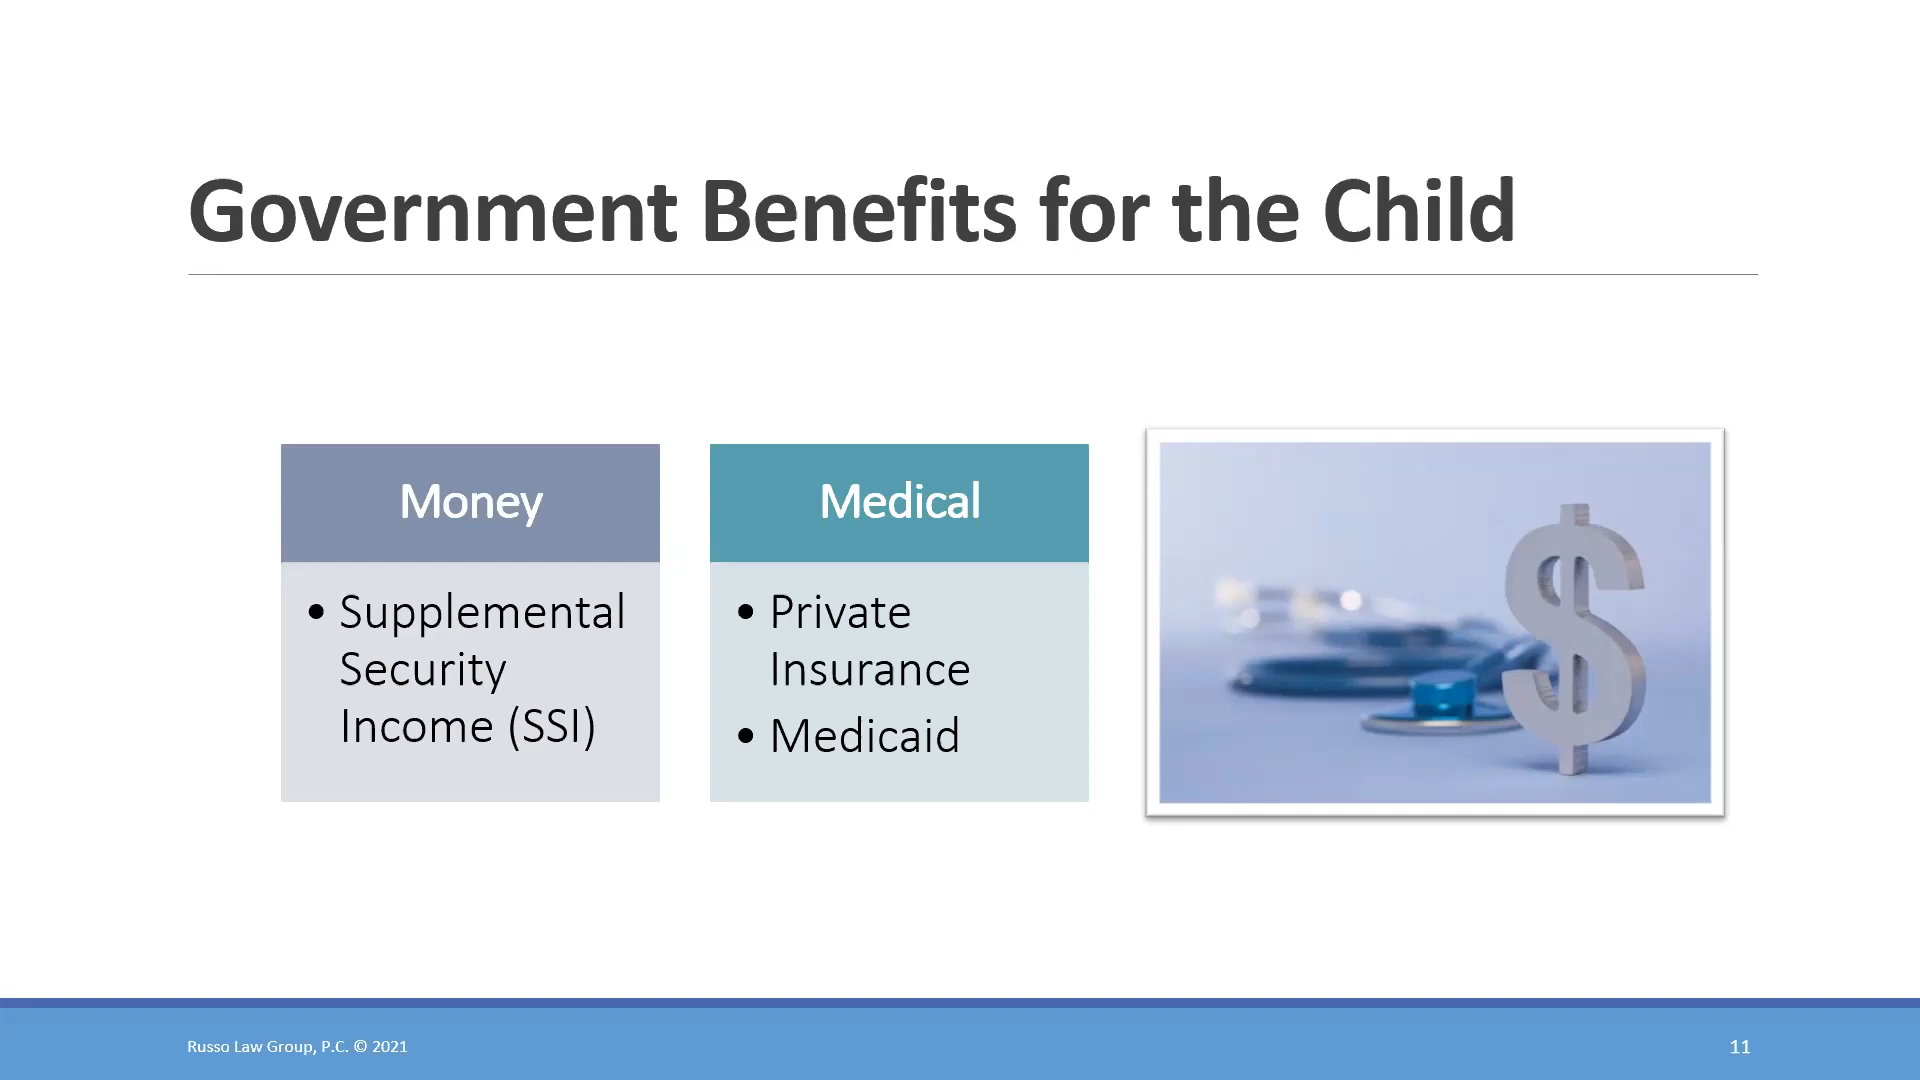 Government Benefits for the Child
Money
• Supplemental
Security
Income (SSI)
Medical
• Private
Insurance
• Medicaid
$
Russo Law Group, P.C. © 2021
11